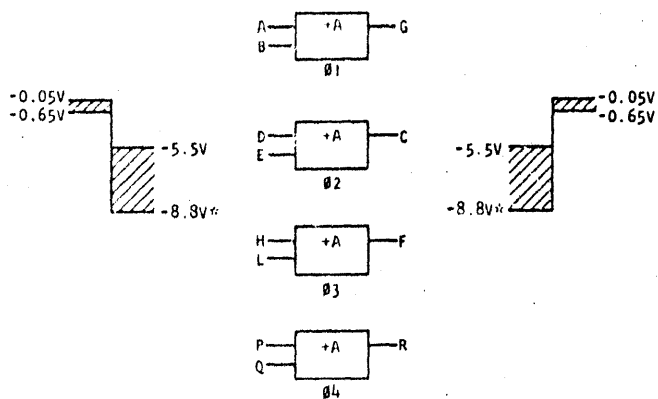 A +A G
B
Ø1
-0.05V
-0.65V
-5.5V
-8.8V*
-0.05V
-0.65V
-5.5V
-8.8V*
D +A C
E
Ø2
H +A F
L
Ø3
P +A R
Q
Ø4